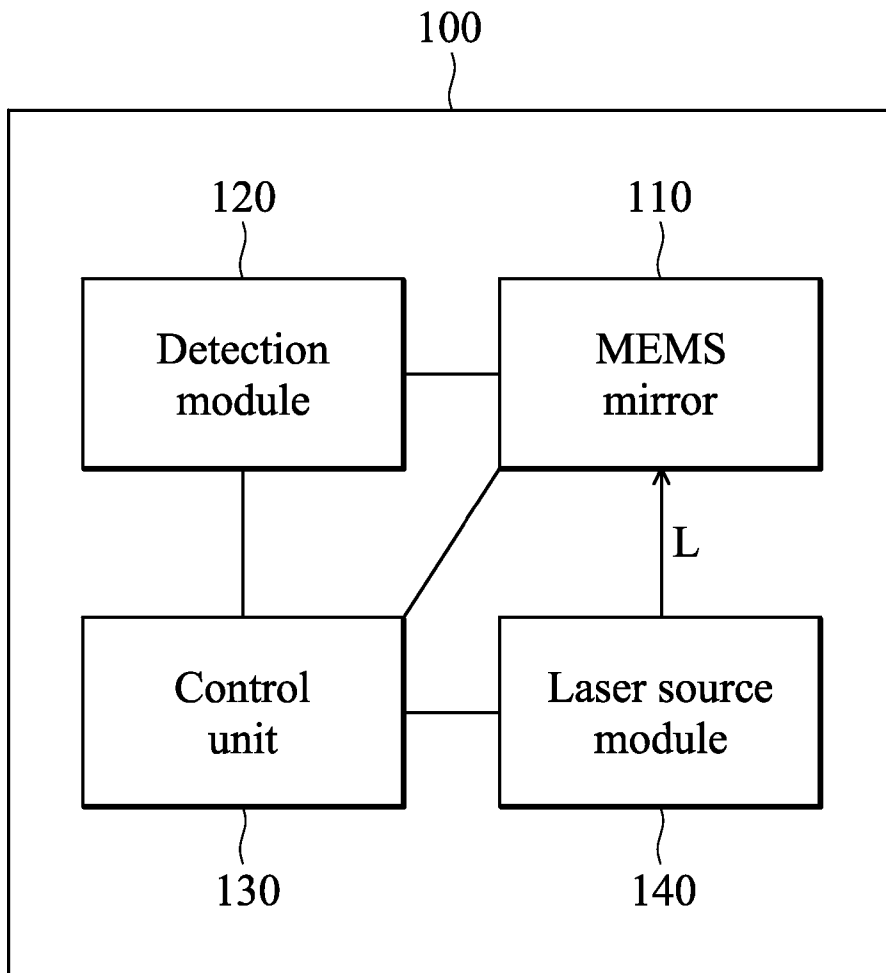 100
120
110
Detection
module
MEMS
mirror
L
Control
unit
Laser source
module
130
140